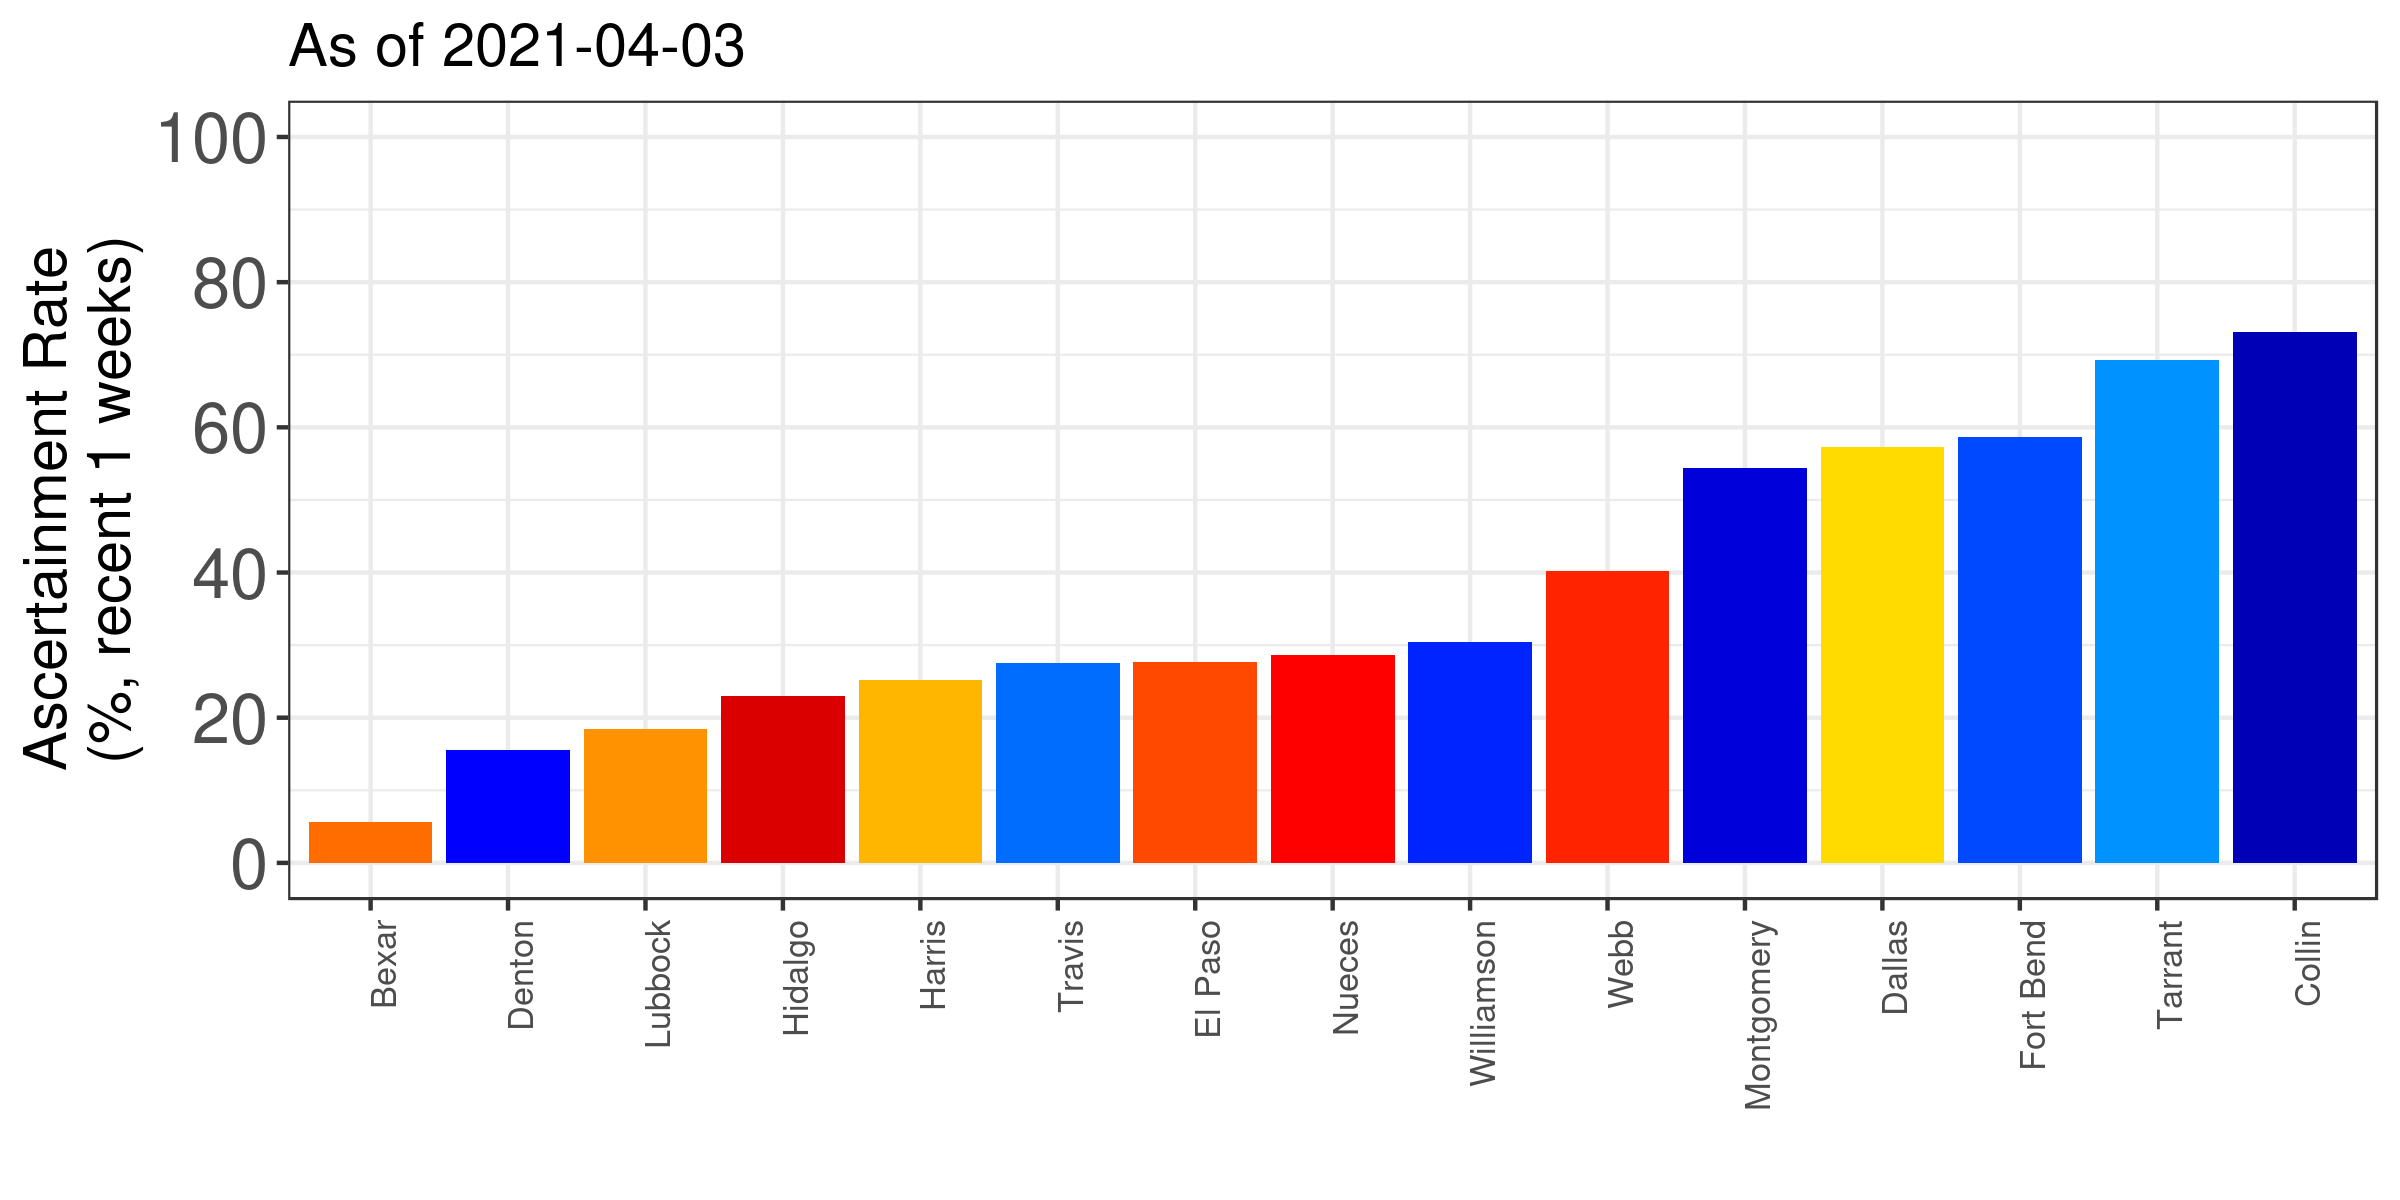 As of 2021-04-03
Ascertainment Rate
(%, recent 1 weeks)
100
80
60
40
20
0
Bexar
Denton
Lubbock
Hidalgo
Harris
Travis
El Paso
Nueces
Williamson
Webb
Montgomery
Dallas
Fort Bend
Tarrant
Collin